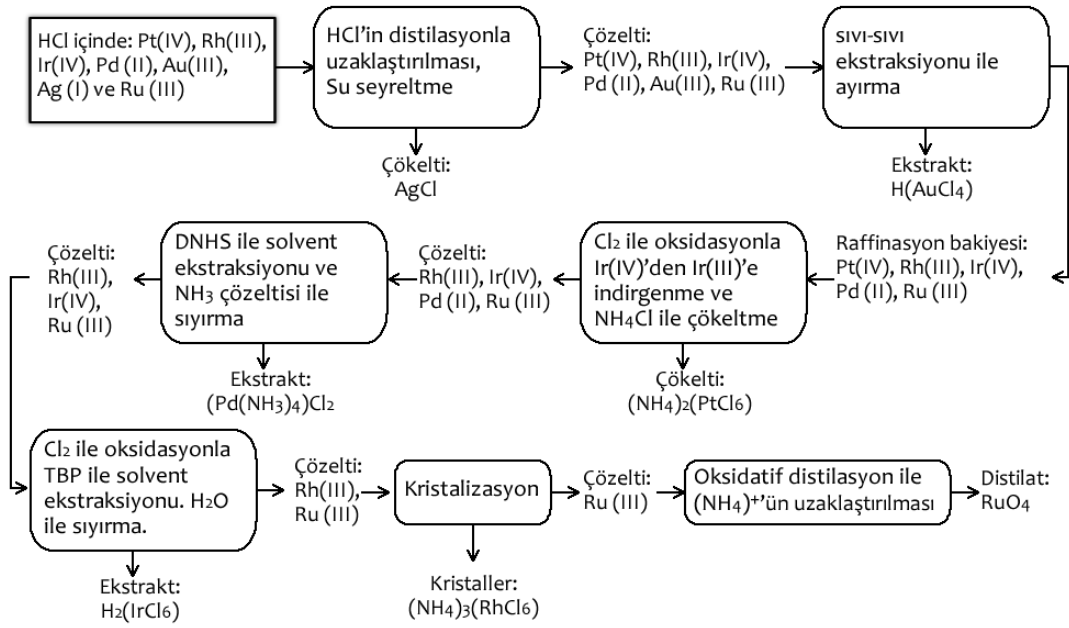 HCl içinde: Pt(IV), Rh(III),
Ir(IV), Pd (II), Au(III),
Ag (I) ve Ru (III)
HCl'in distilasyonla
uzaklaştırılması,
Su seyreltme
Çözelti:
Pt(IV), Rh(III), Ir(IV),
Pd (II), Au(III), Ru (III)
sıvı-sıvı
ekstraksiyonu ile
ayırma
Çökelti:
AgCl
Ekstrakt:
H(AuCl4)
Raffinasyon bakiyesi:
Pt(IV), Rh(III), Ir(IV),
Pd (II), Ru (III)
Cl2 ile oksidasyonla
Ir(IV)'den Ir(III)'e
indirgenme ve
NH4Cl ile çökeltme
Çözelti:
Rh(III), Ir(IV),
Pd (II), Ru (III)
DNHS ile solvent
ekstraksiyonu ve
NH3 çözeltisi ile
sıyırma
Çözelti:
Rh(III),
Ir(IV),
Ru (III)
Çökelti:
(NH4)2(PtCl6)
Ekstrakt:
(Pd(NH3)4)Cl2
Cl2 ile oksidasyonla
TBP ile solvent
ekstraksiyonu. H2O
ile sıyırma.
Çözelti:
Rh(III),
Ru (III)
Kristalizasyon
Çözelti:
Ru (III)
Oksidatif distilasyon ile
(NH4)+'ün uzaklaştırılması
Distilat:
RuO4
Ekstrakt:
H2(IrCl6)
Kristaller:
(NH4)3(RhCl6)